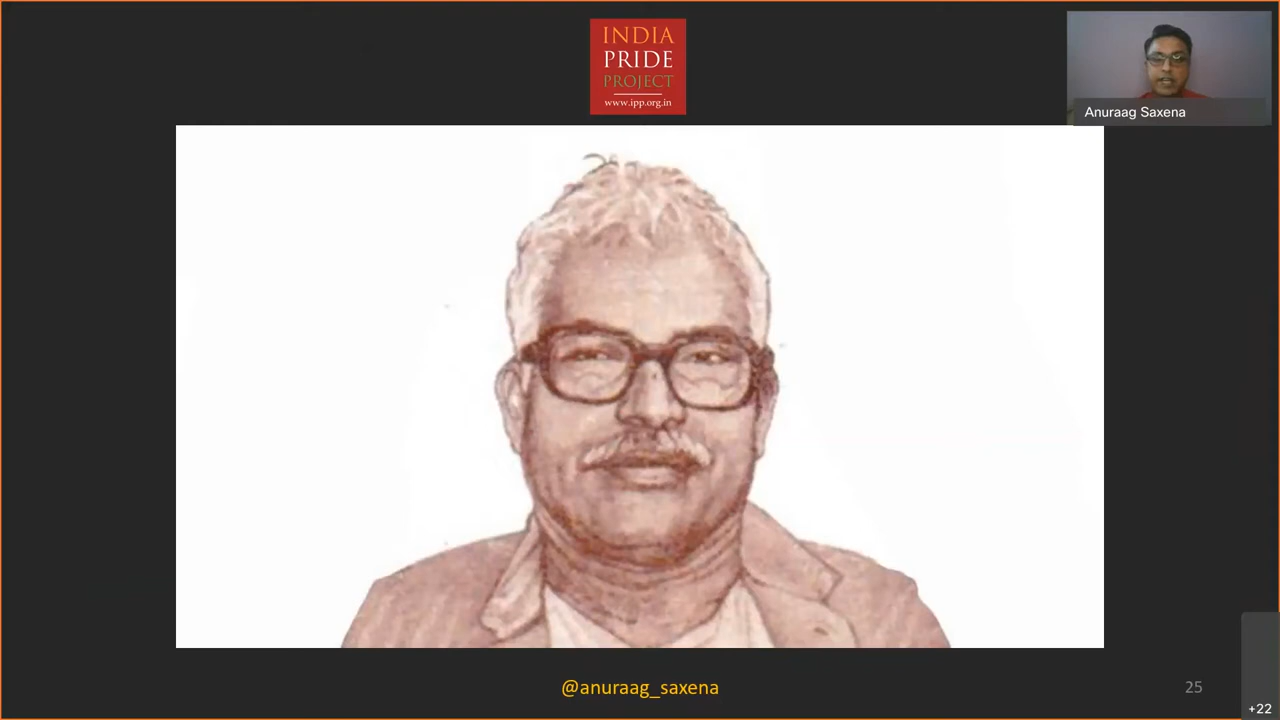 INDIA
PRIDE
PROJECT
www.ipp.org.in
Anuraag Saxena
@anuraag_saxena
25
+22